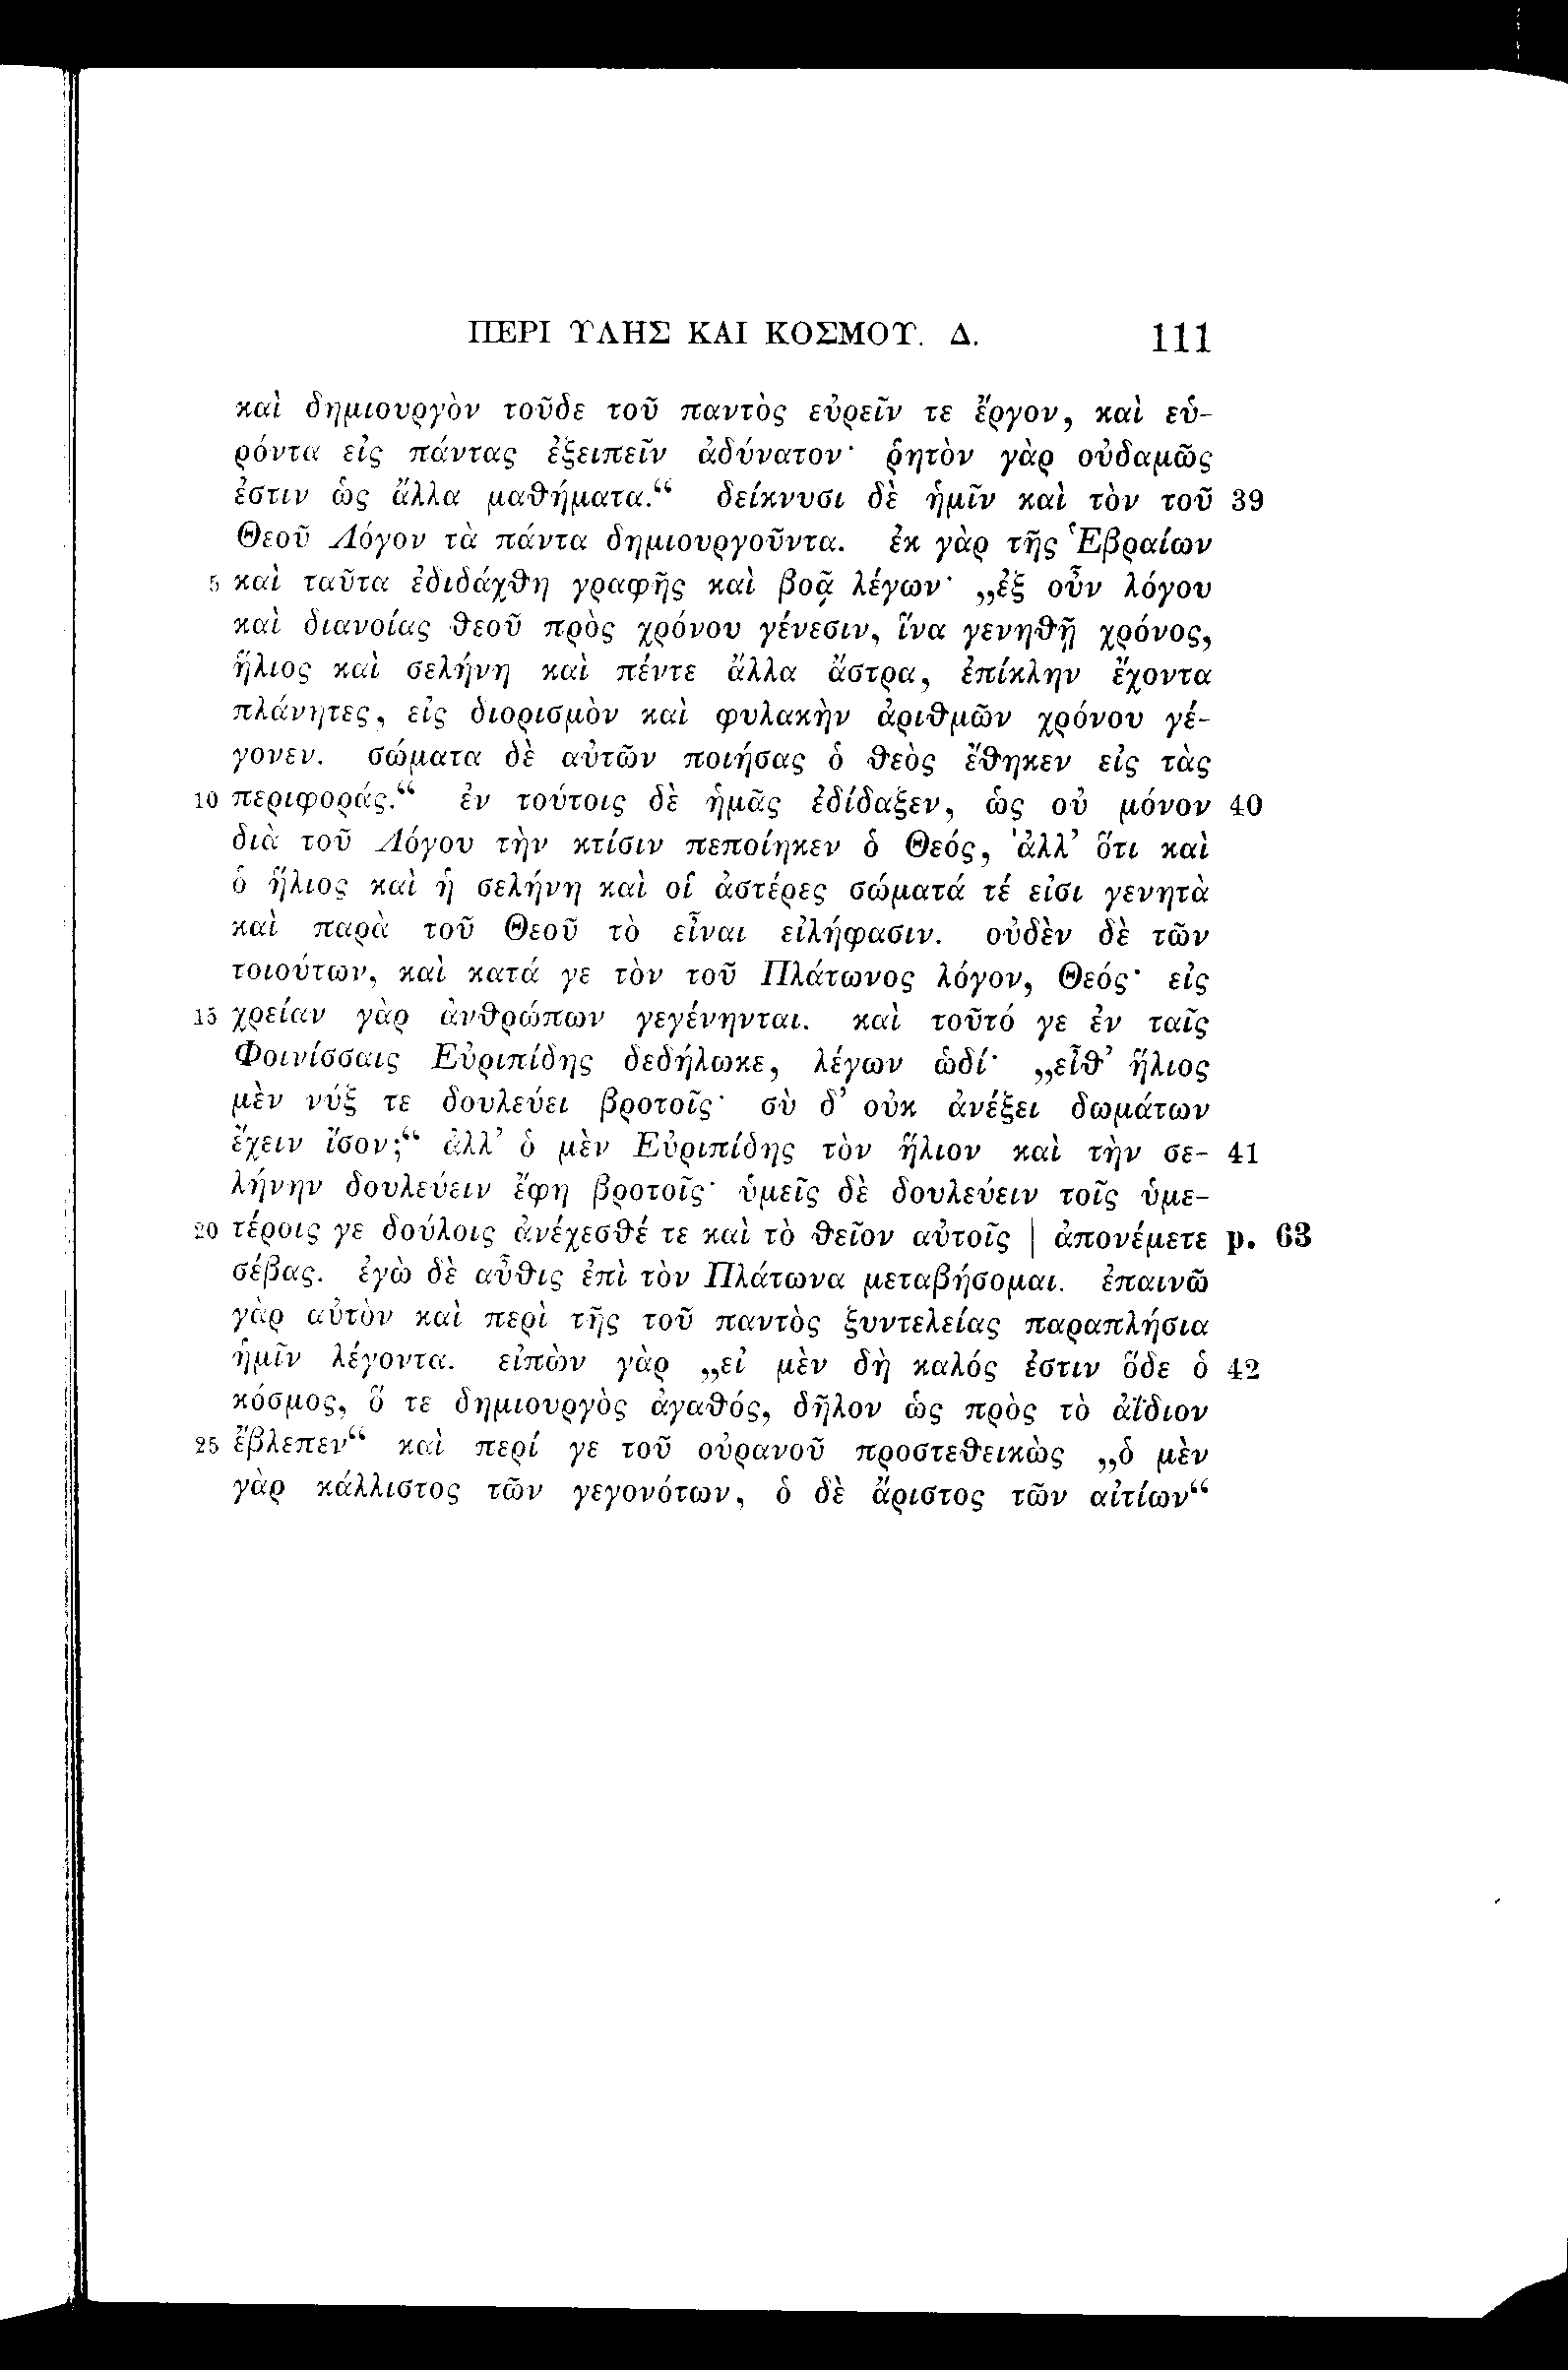 ΠΕΡΙ ΥΛΗΣ ΚΑΙ ΚΟΣΜΟΥ. Δ. 111
καὶ δημιουργὸν τοῦδε τοῦ παντὸς εὑρεῖν τε ἔργον, καὶ εὑ-
ρόντα εἰς πάντας ἐξειπεῖν ἀδύνατον· ῥητὸν γὰρ οὐδαμῶς
ἐστιν ὡς ἄλλα μαθήματα.“ δείκνυσι δὲ ἡμῖν καὶ τὸν τοῦ 39
Θεοῦ Λόγον τὰ πάντα δημιουργοῦντα. ἐκ γὰρ τῆς Ἑβραίων
5 καὶ ταῦτα ἐδιδάχθη γραφῆς καὶ βοᾷ λέγων· „ἐξ οὖν λόγου
καὶ διανοίας θεοῦ πρὸς χρόνου γένεσιν, ἵνα γενηθῇ χρόνος,
ἥλιος καὶ σελήνη καὶ πέντε ἄλλα ἄστρα, ἐπίκλην ἔχοντα
πλάνητες, εἰς διορισμὸν καὶ φυλακὴν ἀριθμῶν χρόνου γέ-
γονεν. σώματα δὲ αὐτῶν ποιήσας ὁ θεὸς ἔθηκεν εἰς τὰς
10 περιφοράς.“ ἐν τούτοις δὲ ἡμᾶς ἐδίδαξεν, ὡς οὐ μόνον 40
διὰ τοῦ Λόγου τὴν κτίσιν πεποίηκεν ὁ Θεός, ἀλλ’ ὅτι καὶ
ὁ ἥλιος καὶ ἡ σελήνη καὶ οἱ ἀστέρες σώματά τέ εἰσι γενητὰ
καὶ παρὰ τοῦ Θεοῦ τὸ εἶναι εἰλήφασιν. οὐδὲν δὲ τῶν
τοιούτων, καὶ κατά γε τὸν τοῦ Πλάτωνος λόγον, Θεός· εἰς
15 χρείαν γὰρ ἀνθρώπων γεγένηνται. καὶ τοῦτό γε ἐν ταῖς
Φοινίσσαις Εὐριπίδης δεδήλωκε, λέγων ὡδί· „εἶθ’ ἥλιος
μὲν νύξ τε δουλεύει βροτοῖς· σὺ δ’ οὐκ ἀνέξει δωμάτων
ἔχειν ἴσον;“ ἀλλ’ ὁ μὲν Εὐριπίδης τὸν ἥλιον καὶ τὴν σε- 41
λήνην δουλεύειν ἔφη βροτοῖς· ὑμεῖς δὲ δουλεύειν τοῖς ὑμε-
20 τέροις γε δούλοις ἀνέχεσθέ τε καὶ τὸ θεῖον αὐτοῖς | ἀπονέμετε p. 63
σέβας. ἐγὼ δὲ αὖθις ἐπὶ τὸν Πλάτωνα μεταβήσομαι. ἐπαινῶ
γὰρ αὐτὸν καὶ περὶ τῆς τοῦ παντὸς ξυντελείας παραπλήσια
ἡμῖν λέγοντα. εἰπὼν γὰρ „εἰ μὲν δὴ καλός ἐστιν ὅδε ὁ 42
κόσμος, ὅ τε δημιουργὸς ἀγαθός, δῆλον ὡς πρὸς τὸ ἀΐδιον
25 ἔβλεπεν“ καὶ περί γε τοῦ οὐρανοῦ προστεθεικὼς „ὁ μὲν
γὰρ κάλλιστος τῶν γεγονότων, ὁ δὲ ἄριστος τῶν αἰτίων“